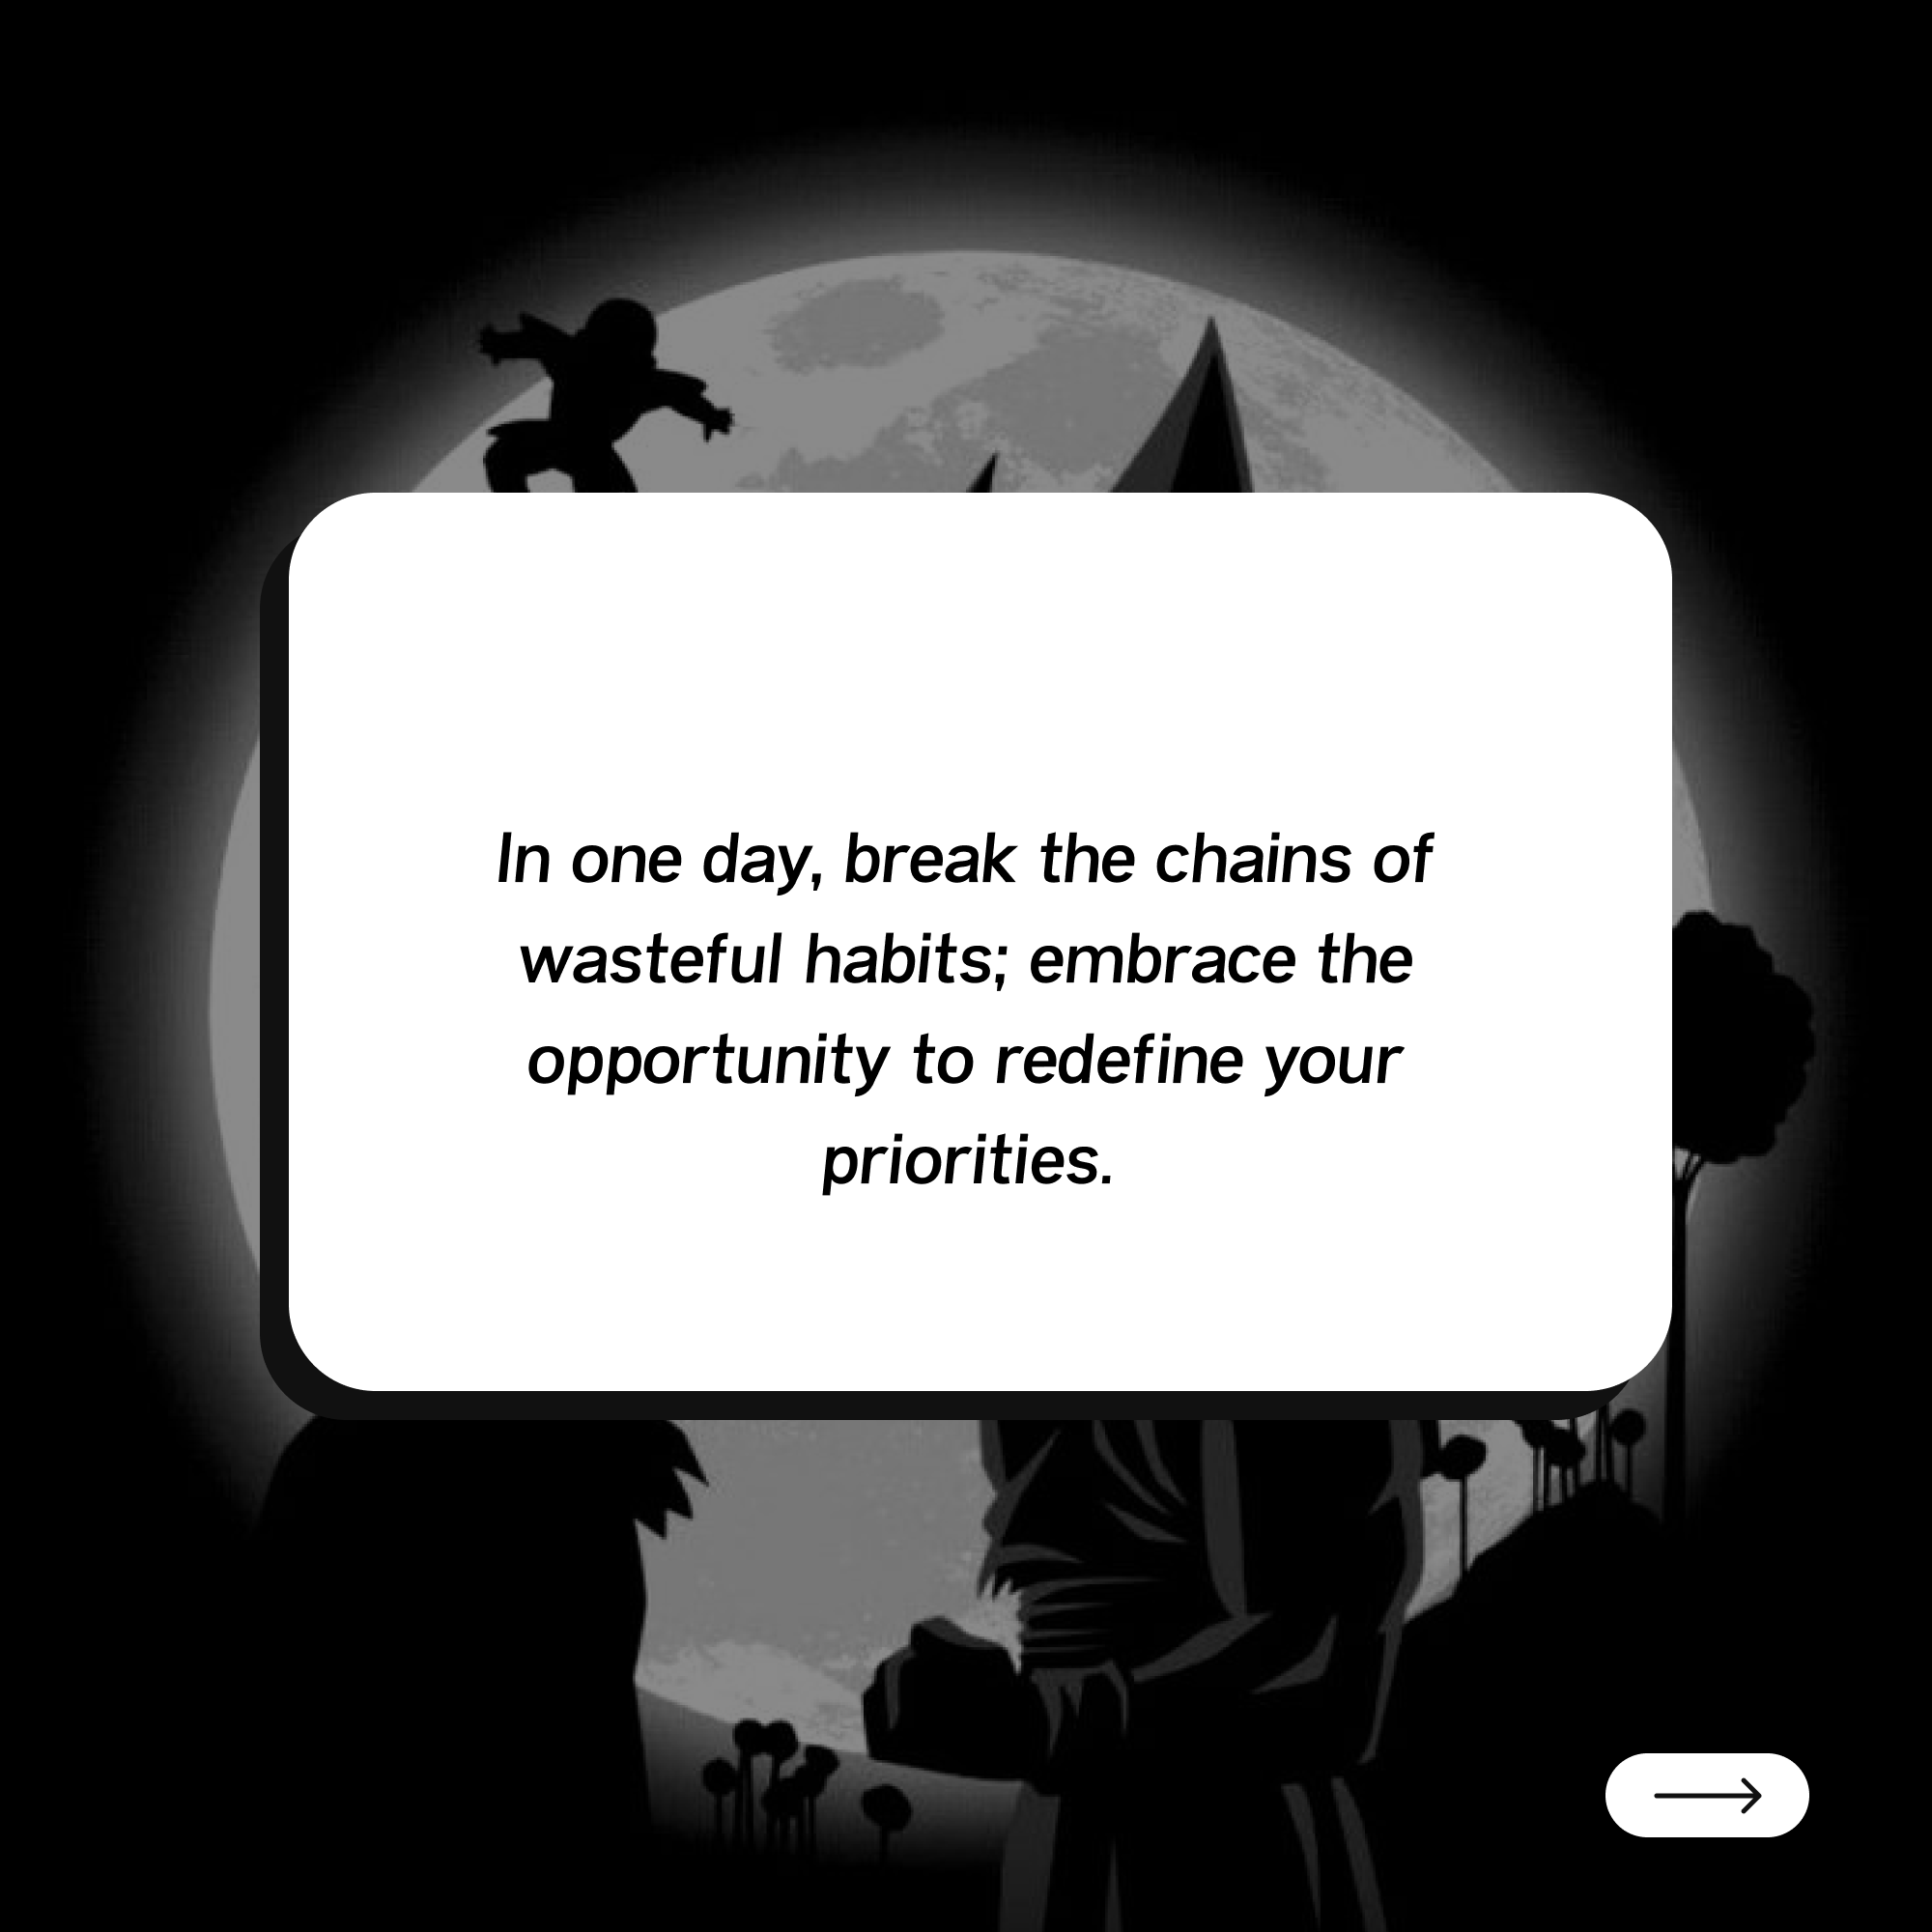 In one day, break the chains of
wasteful habits; embrace the
opportunity to redefine your
priorities.